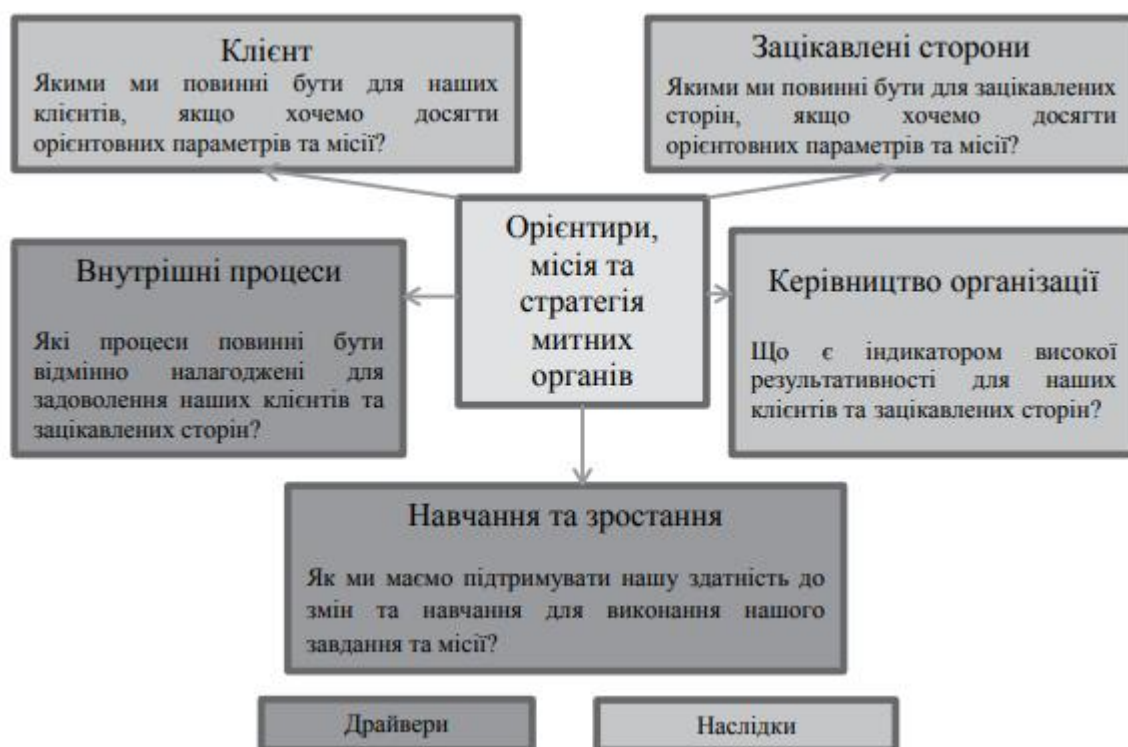 Клієнт
Якими ми повинні бути для наших
клієнтів, якщо хочемо досягти
орієнтовних параметрів та місії?
Зацікавлені сторони
Якими ми повинні бути для зацікавлених
сторін, якщо хочемо досягти
орієнтовних параметрів та місії?
Орієнтири,
місія та
стратегія
митних
органів
Внутрішні процеси
Які процеси повинні бути
відмінно налагоджені для
задоволення наших клієнтів та
зацікавлених сторін?
Керівництво організації
Що є індикатором високої
результативності для наших
клієнтів та зацікавлених сторін?
Навчання та зростання
Як ми маємо підтримувати нашу здатність до
змін та навчання для виконання нашого
завдання та місії?
Драйвери
Наслідки